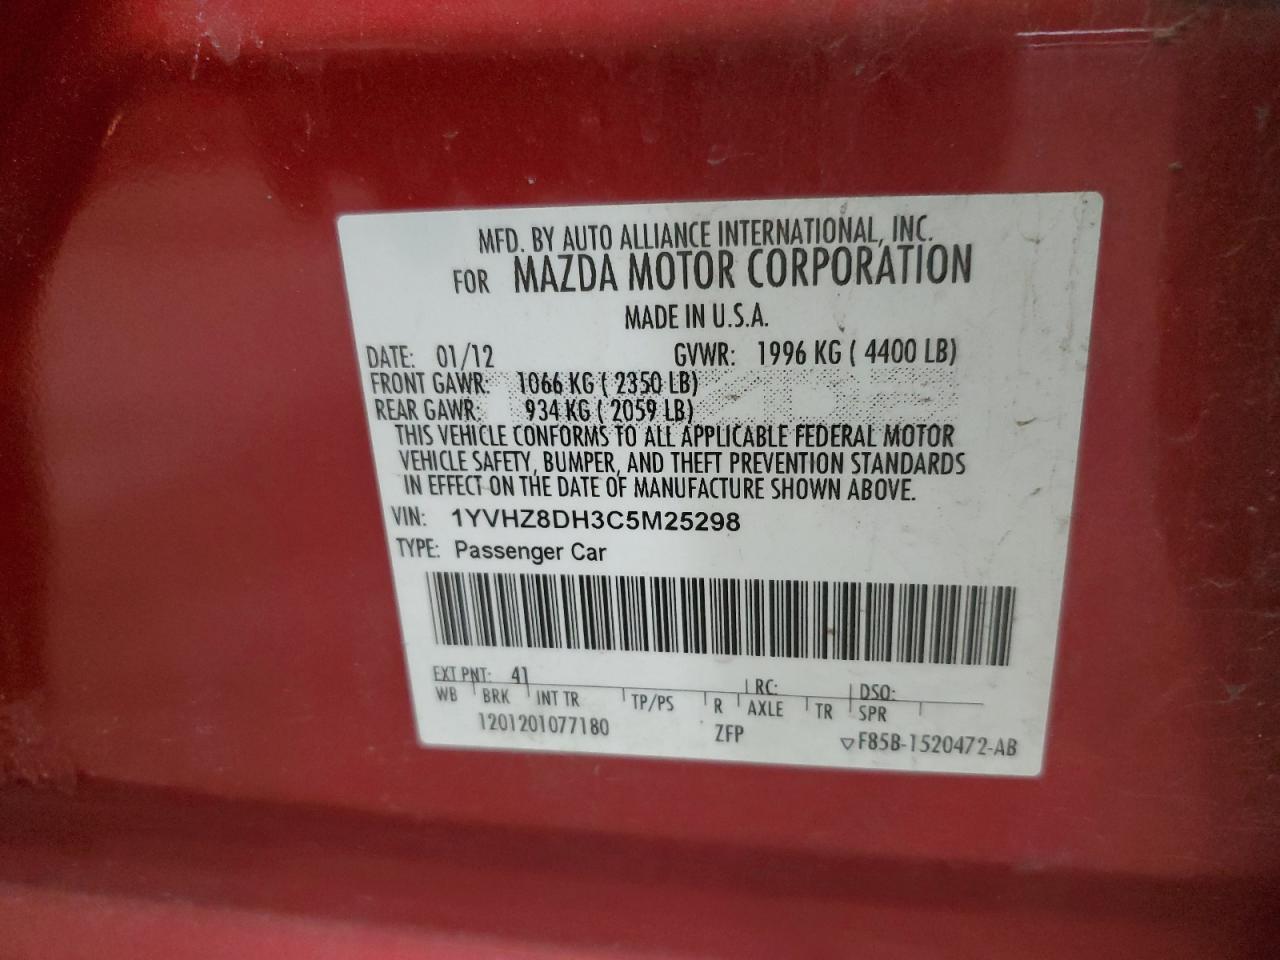 MFD. BY AUTO ALLIANCE INTERNATIONAL, INC.
FOR MAZDA MOTOR CORPORATION
MADE IN U.S.A.
DATE: 01/12 GVWR: 1996 KG ( 4400 LB)
FRONT GAWR: 1066 KG ( 2350 LB)
REAR GAWR: 934 KG ( 2059 LB)
THIS VEHICLE CONFORMS TO ALL APPLICABLE FEDERAL MOTOR
VEHICLE SAFETY, BUMPER, AND THEFT PREVENTION STANDARDS
IN EFFECT ON THE DATE OF MANUFACTURE SHOWN ABOVE.
VIN: 1YVHZ8DH3C5M25298
TYPE: Passenger Car
EXT PNT: 41 RC: DSO:
WB BRK INT TR TP/PS R AXLE TR SPR
1201201077180 ZFP ▽F85B-1520472-AB